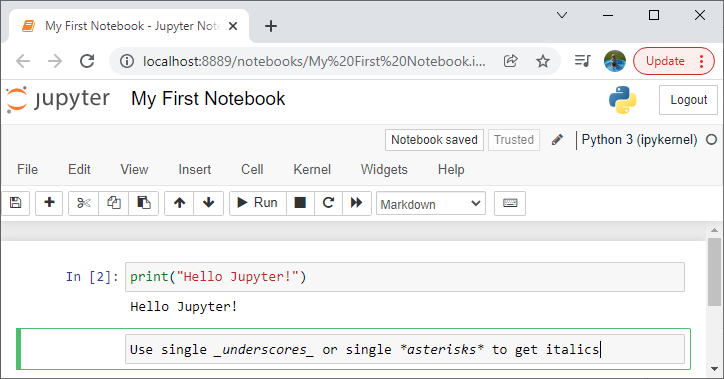 My First Notebook - Jupyter Note
localhost:8889/notebooks/My%20First%20Notebook.i...
Update
jupyter My First Notebook
Logout
Notebook saved Trusted Python 3 (ipykernel)
File Edit View Insert Cell Kernel Widgets Help
Run Markdown
In [2]: print("Hello Jupyter!")
Hello Jupyter!
Use single _underscores_ or single *asterisks* to get italics